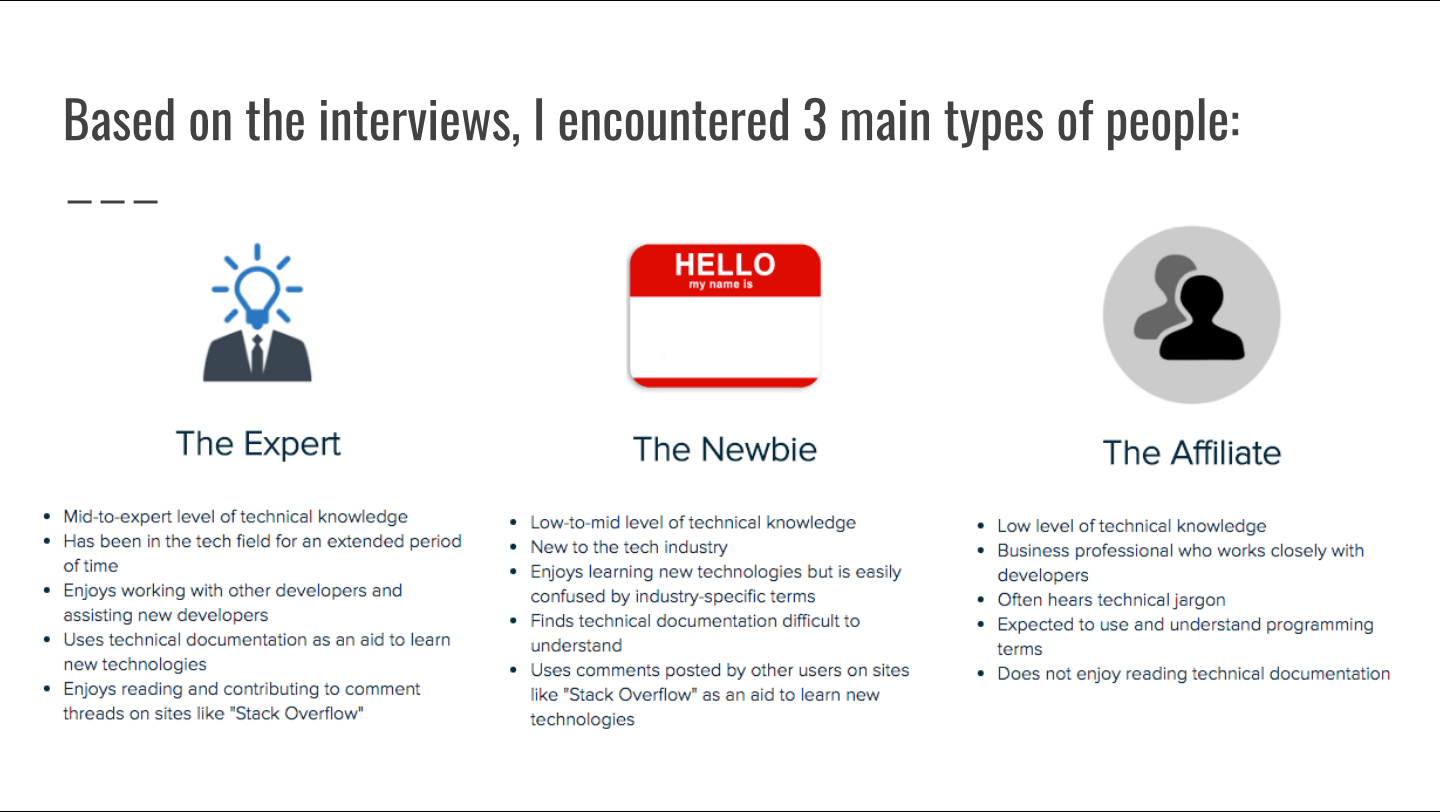 Based on the interviews, I encountered 3 main types of people:
HELLO
my name is
The Expert
• Mid-to-expert level of technical knowledge
• Has been in the tech field for an extended period
of time
• Enjoys working with other developers and
assisting new developers
• Uses technical documentation as an aid to learn
new technologies
• Enjoys reading and contributing to comment
threads on sites like "Stack Overflow"
The Newbie
• Low-to-mid level of technical knowledge
• New to the tech industry
• Enjoys learning new technologies but is easily
confused by industry-specific terms
• Finds technical documentation difficult to
understand
• Uses comments posted by other users on sites
like "Stack Overflow" as an aid to learn new
technologies
The Affiliate
• Low level of technical knowledge
• Business professional who works closely with
developers
• Often hears technical jargon
• Expected to use and understand programming
terms
• Does not enjoy reading technical documentation